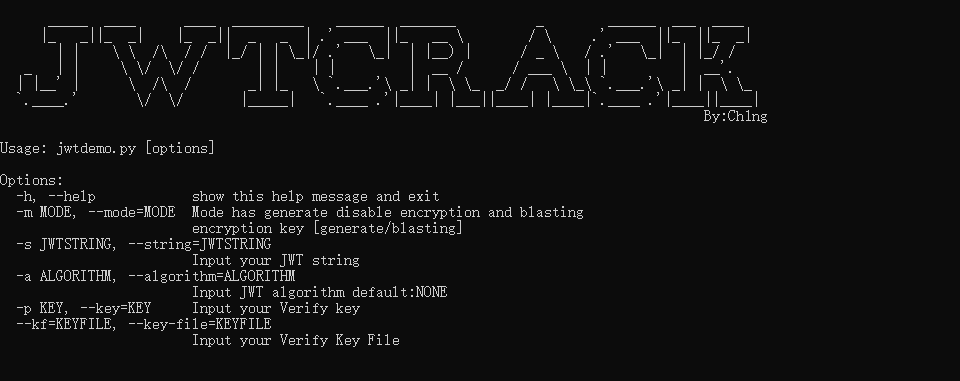 JWTCRACK
By:Ch1ng
Usage: jwtdemo.py [options]
Options:
-h, --help show this help message and exit
-m MODE, --mode=MODE Mode has generate disable encryption and blasting
encryption key [generate/blasting]
-s JWTSTRING, --string=JWTSTRING
Input your JWT string
-a ALGORITHM, --algorithm=ALGORITHM
Input JWT algorithm default:NONE
-p KEY, --key=KEY Input your Verify key
--kf=KEYFILE, --key-file=KEYFILE
Input your Verify Key File